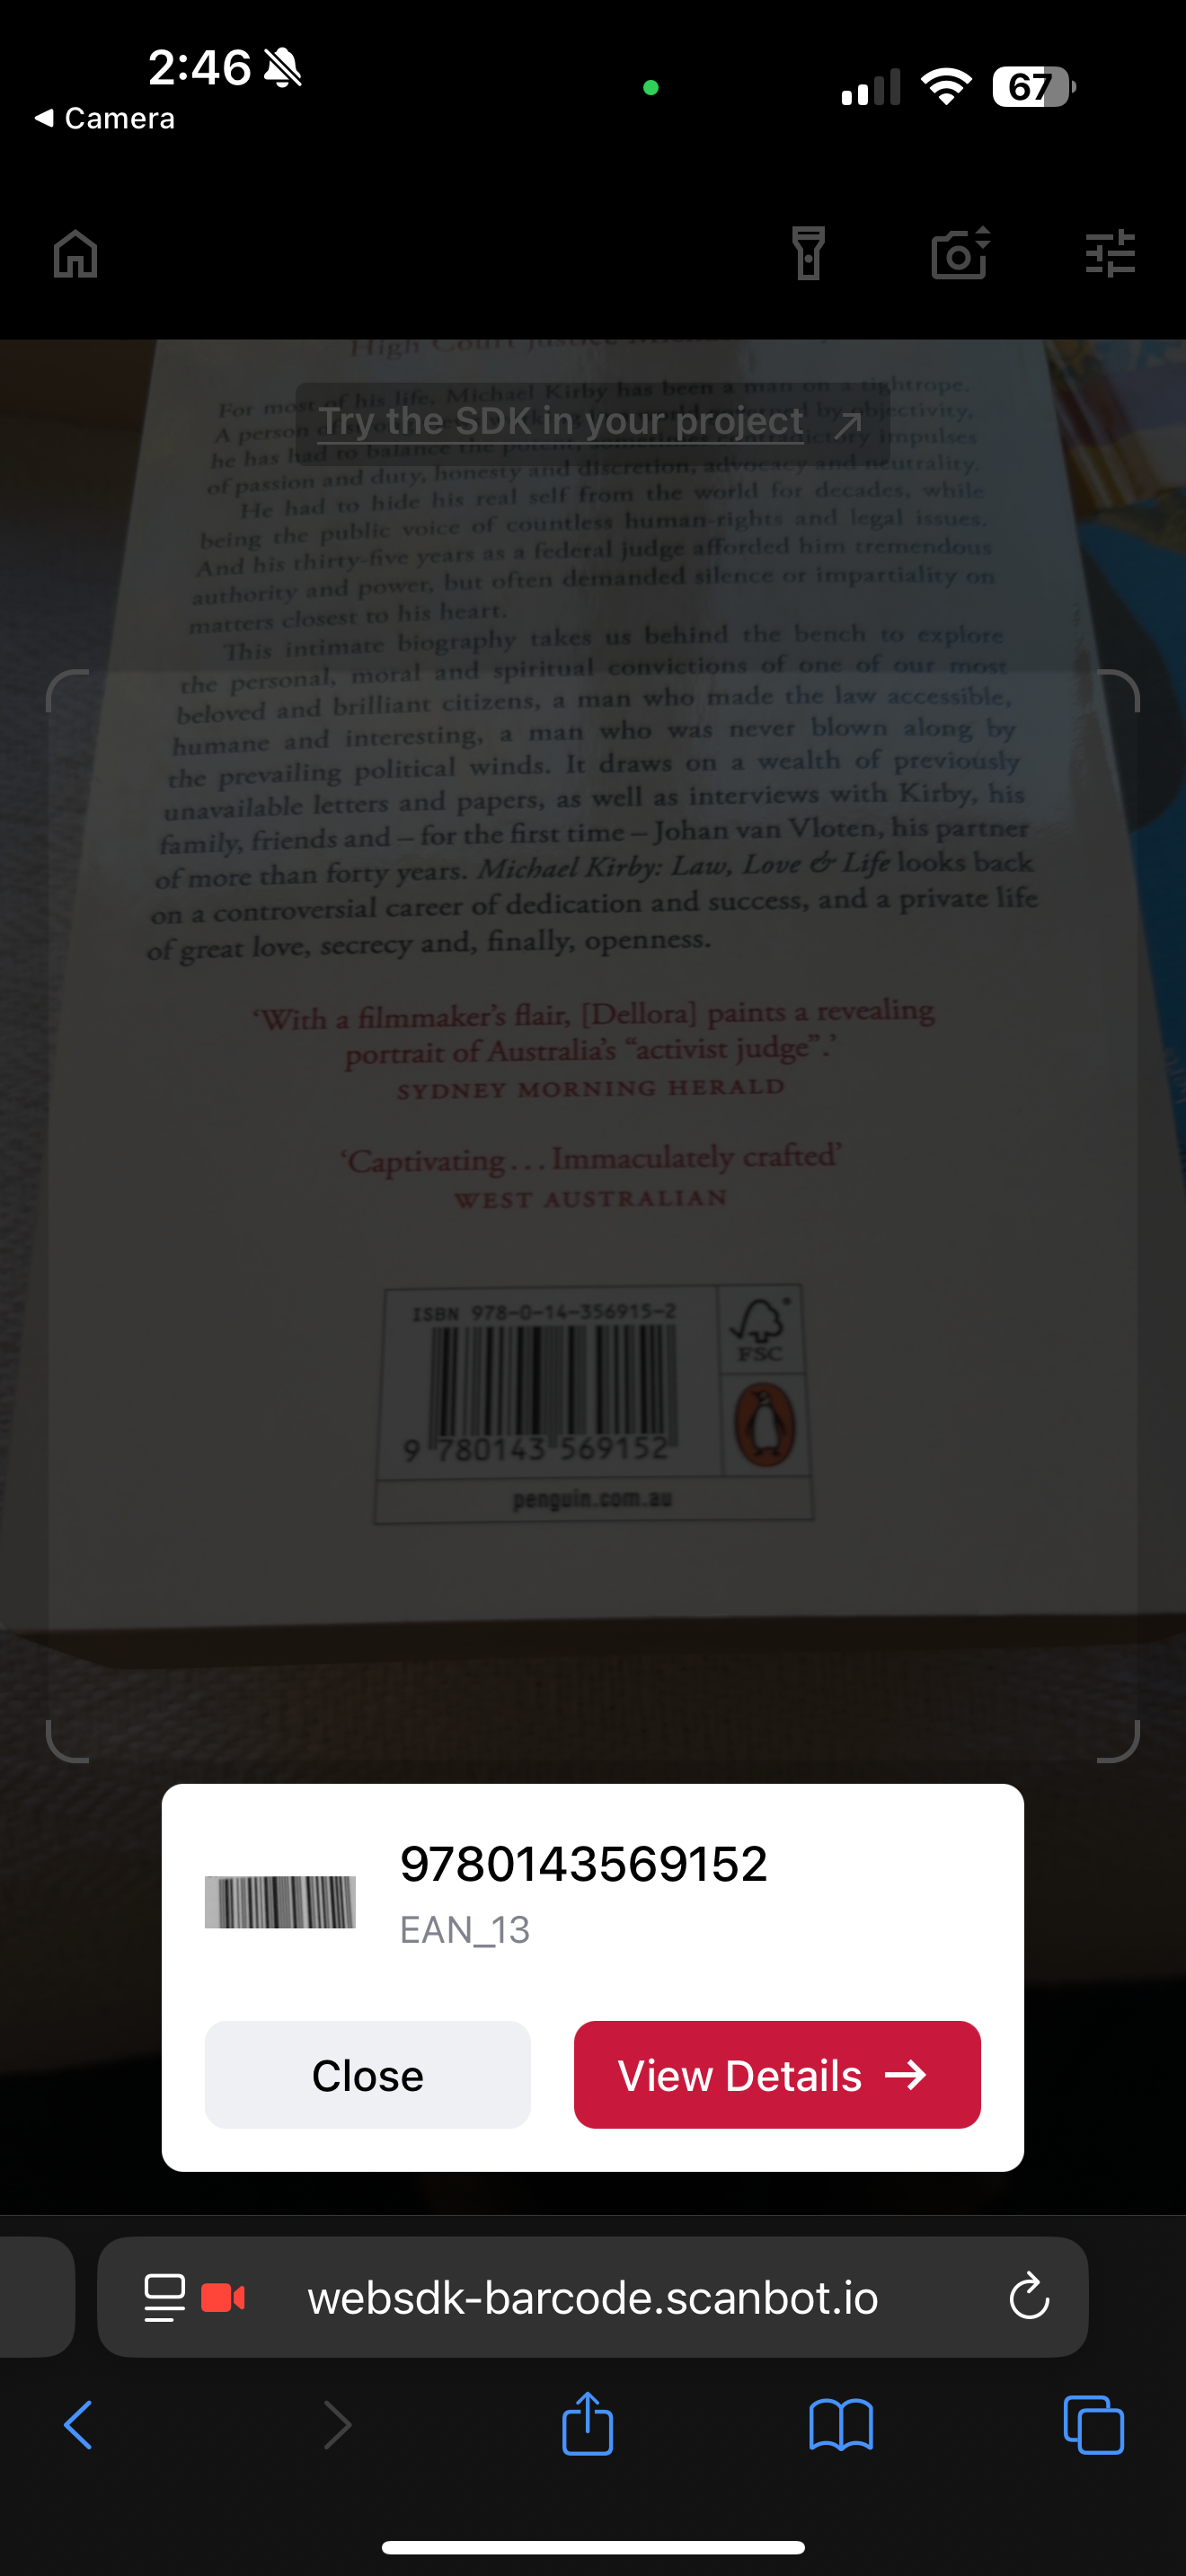 2:46
67
Camera
High Court Justice
Try the SDK in your project
For most of his life, Michael Kirby has been a man on a tightrope.
A person by objectivity,
he has had to balance the potent, sometimes contradictory impulses
of passion and duty, honesty and discretion, advocacy and neutrality.
He had to hide his real self from the world for decades, while
being the public voice of countless human-rights and legal issues.
And his thirty-five years as a federal judge afforded him tremendous
authority and power, but often demanded silence or impartiality on
matters closest to his heart.
This intimate biography takes us behind the bench to explore
the personal, moral and spiritual convictions of one of our most
beloved and brilliant citizens, a man who made the law accessible,
humane and interesting, a man who was never blown along by
the prevailing political winds. It draws on a wealth of previously
unavailable letters and papers, as well as interviews with Kirby, his
family, friends and – for the first time – Johan van Vloten, his partner
of more than forty years. Michael Kirby: Law, Love & Life looks back
on a controversial career of dedication and success, and a private life
of great love, secrecy and, finally, openness.
‘With a filmmaker’s flair, [Dellora] paints a revealing
portrait of Australia’s “activist judge”.’
SYDNEY MORNING HERALD
‘Captivating . . . Immaculately crafted’
WEST AUSTRALIAN
ISBN 978-0-14-356915-2
FSC
9 780143 569152
penguin.com.au
9780143569152
EAN_13
Close
View Details
websdk-barcode.scanbot.io